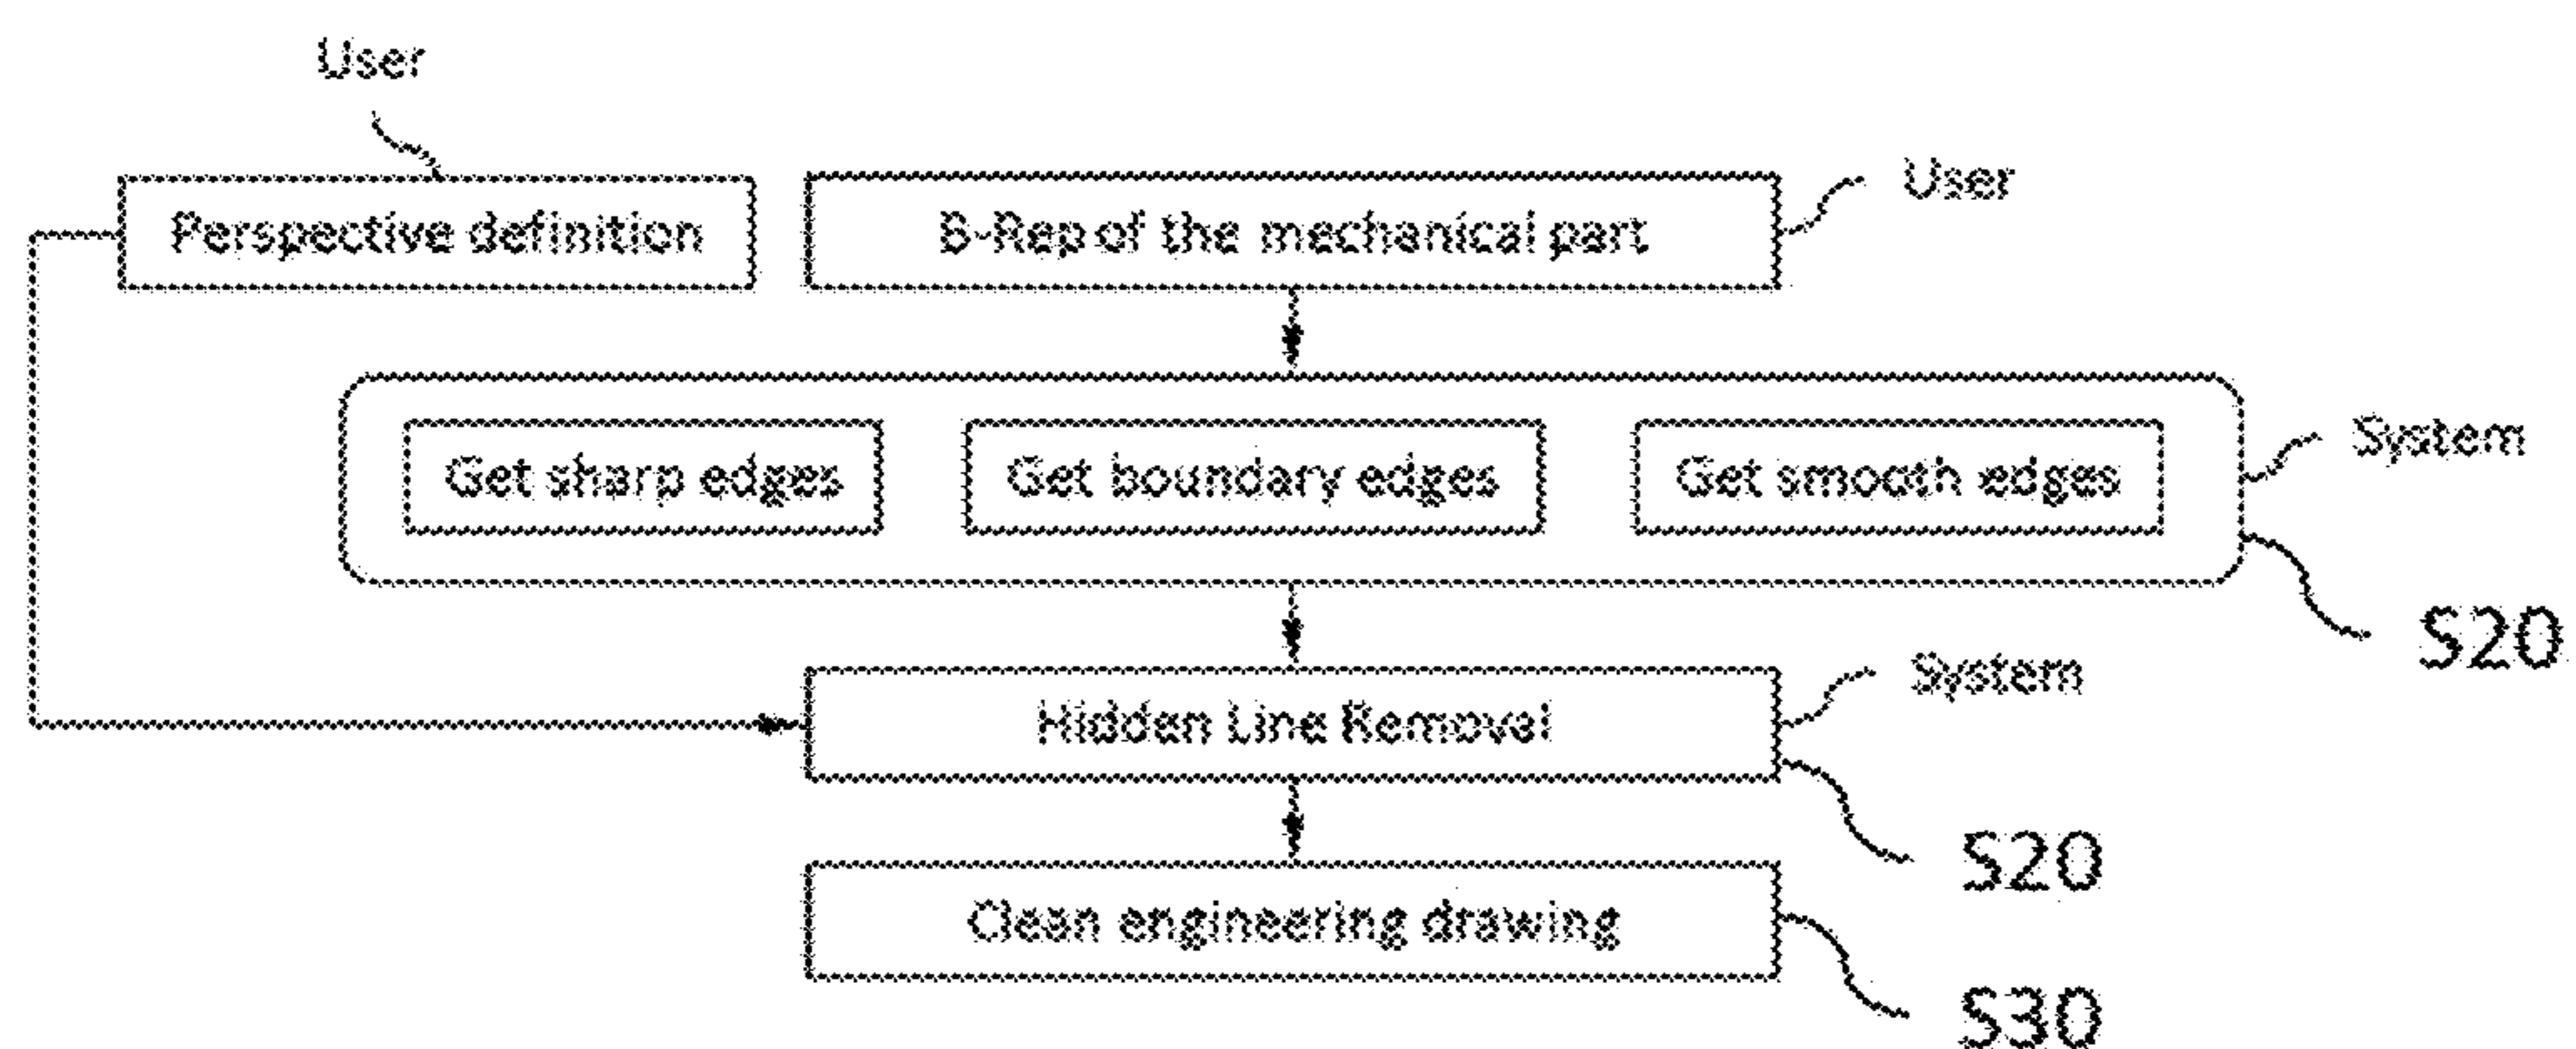 User
Perspective definition
B-Rep of the mechanical part
User
Get sharp edges
Get boundary edges
Get smooth edges
System
S20
Hidden Line Removal
System
S20
Clean engineering drawing
S30